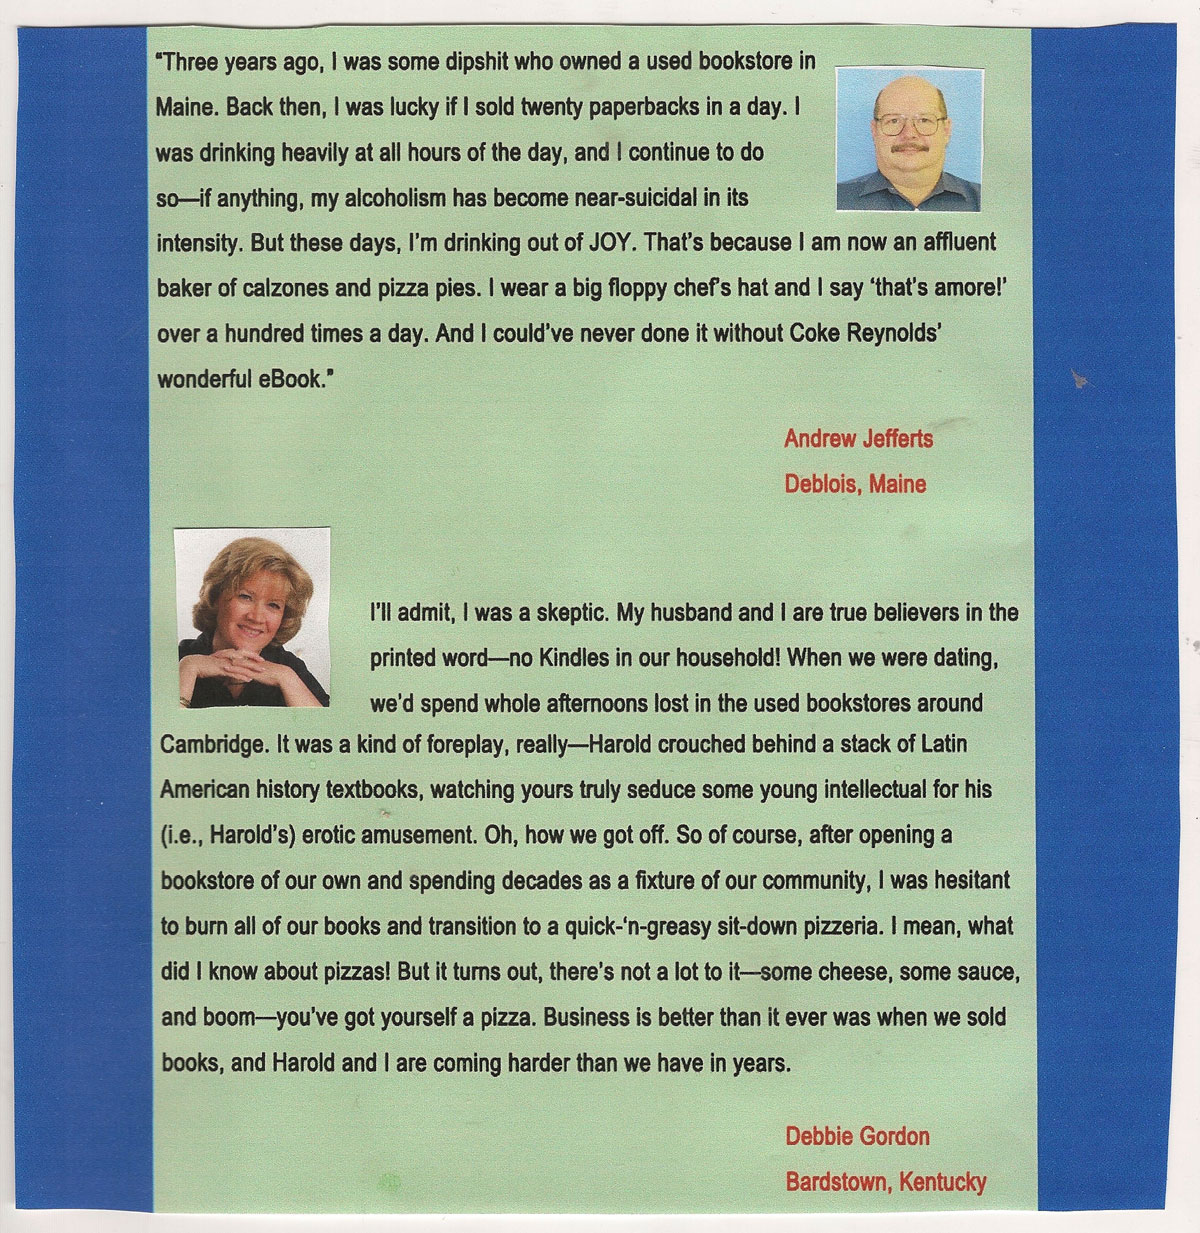 “Three years ago, I was some dipshit who owned a used bookstore in
Maine. Back then, I was lucky if I sold twenty paperbacks in a day. I
was drinking heavily at all hours of the day, and I continue to do
so—if anything, my alcoholism has become near-suicidal in its
intensity. But these days, I’m drinking out of JOY. That’s because I am now an affluent
baker of calzones and pizza pies. I wear a big floppy chef’s hat and I say ‘that’s amore!’
over a hundred times a day. And I could’ve never done it without Coke Reynolds’
wonderful eBook.”
Andrew Jefferts
Deblois, Maine
I’ll admit, I was a skeptic. My husband and I are true believers in the
printed word—no Kindles in our household! When we were dating,
we’d spend whole afternoons lost in the used bookstores around
Cambridge. It was a kind of foreplay, really—Harold crouched behind a stack of Latin
American history textbooks, watching yours truly seduce some young intellectual for his
(i.e., Harold’s) erotic amusement. Oh, how we got off. So of course, after opening a
bookstore of our own and spending decades as a fixture of our community, I was hesitant
to burn all of our books and transition to a quick-‘n-greasy sit-down pizzeria. I mean, what
did I know about pizzas! But it turns out, there’s not a lot to it—some cheese, some sauce,
and boom—you’ve got yourself a pizza. Business is better than it ever was when we sold
books, and Harold and I are coming harder than we have in years.
Debbie Gordon
Bardstown, Kentucky